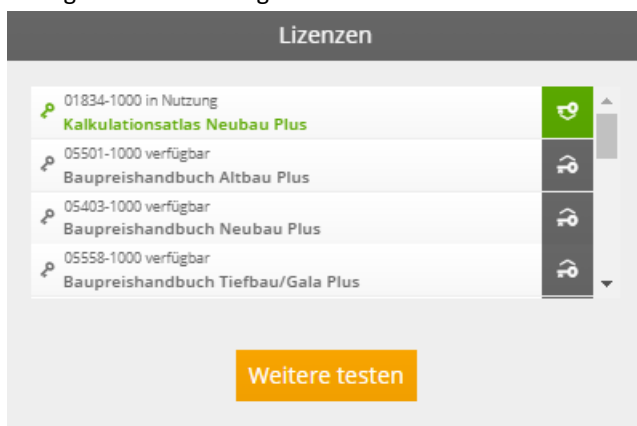 Lizenzen
01834-1000 in Nutzung
Kalkulationsatlas Neubau Plus
05501-1000 verfügbar
Baupreishandbuch Altbau Plus
05403-1000 verfügbar
Baupreishandbuch Neubau Plus
05558-1000 verfügbar
Baupreishandbuch Tiefbau/Gala Plus
Weitere testen